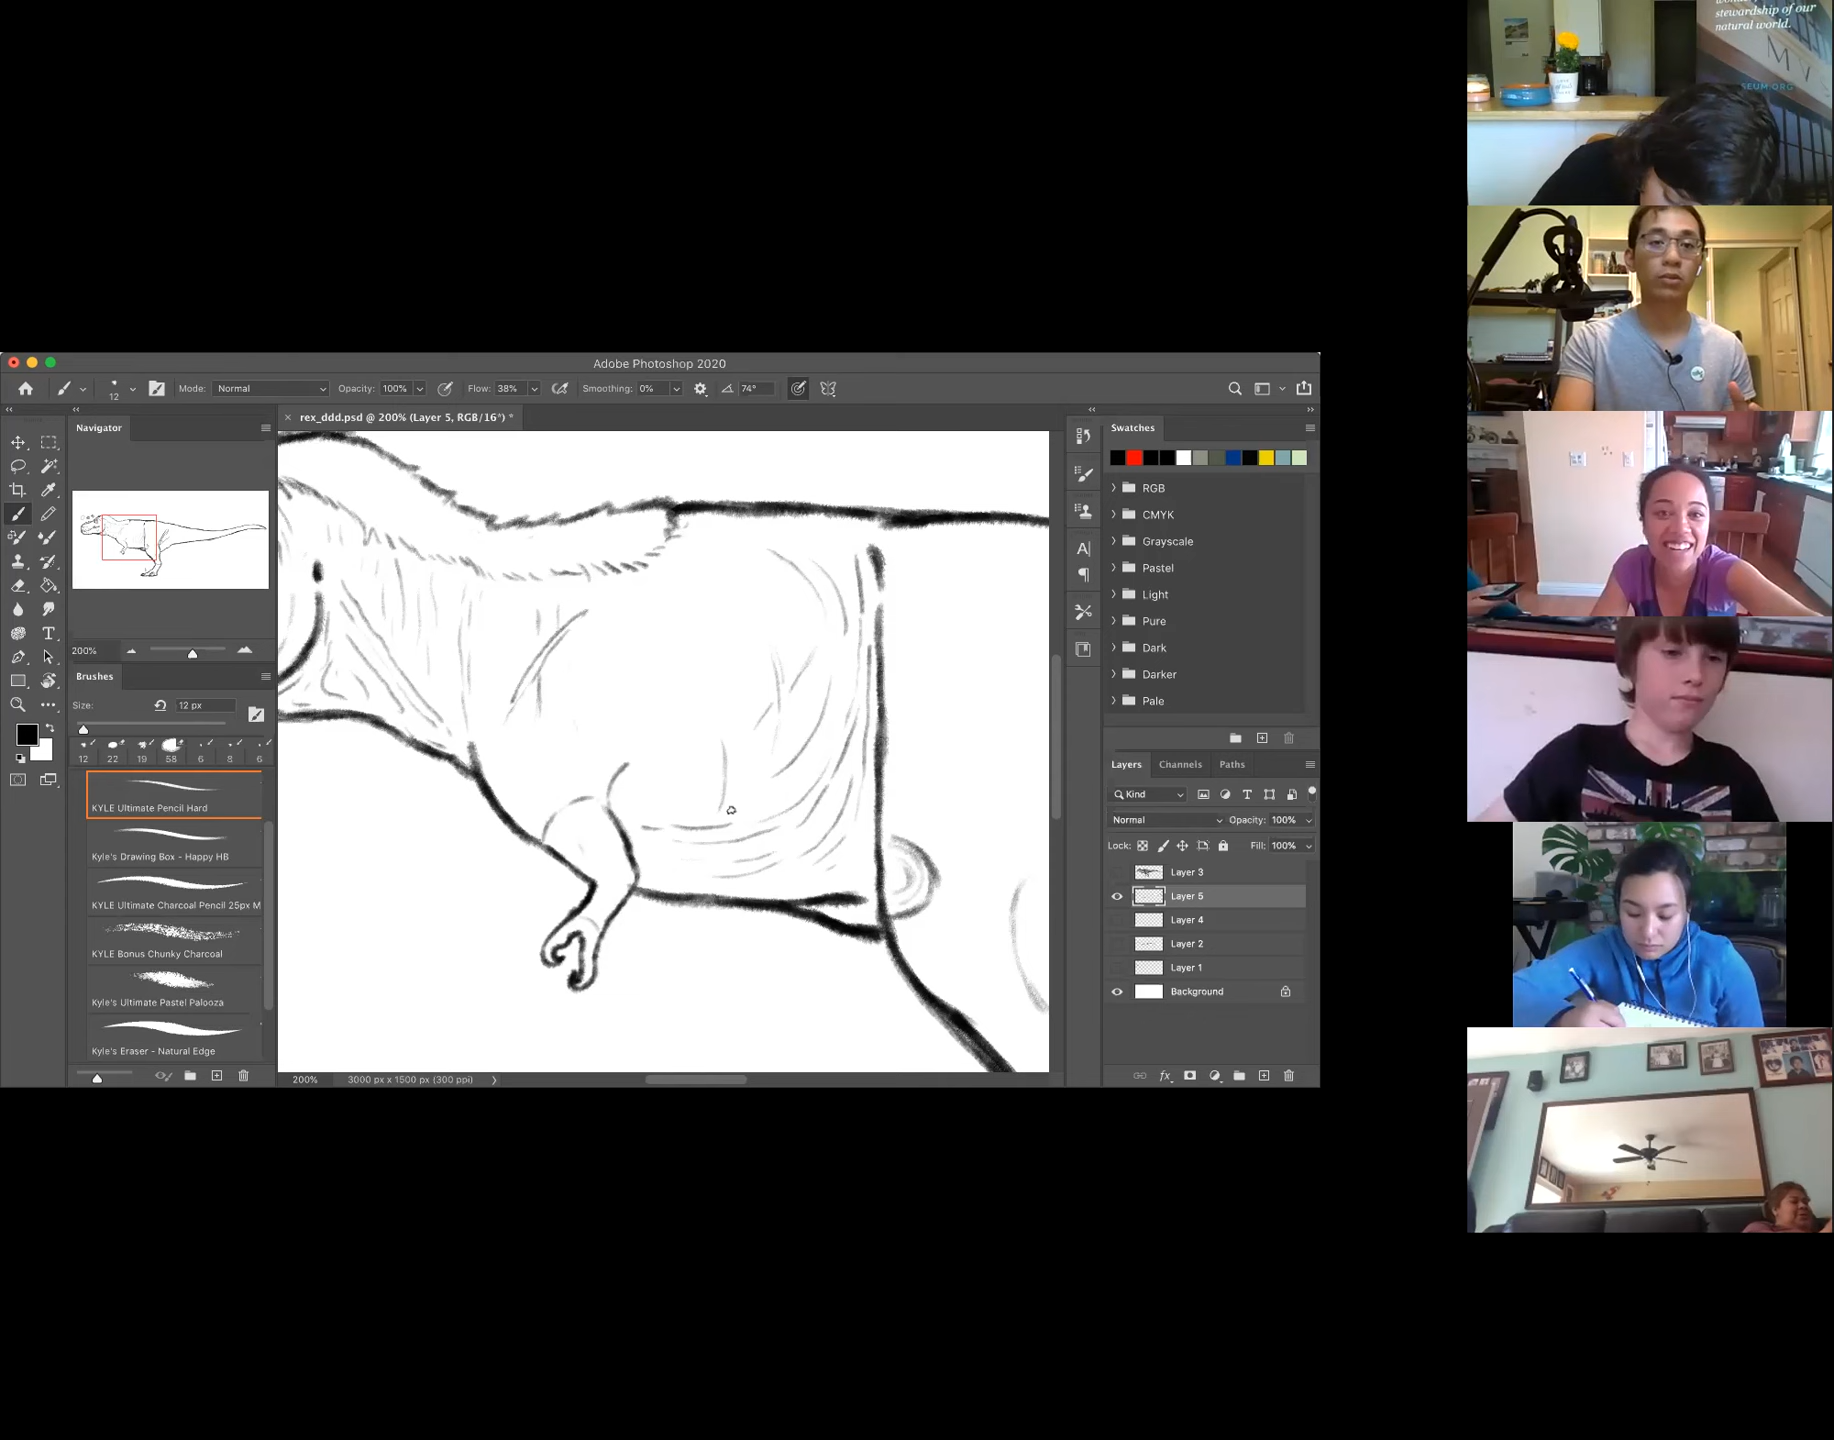 stewardship of our
natural world.
SEUM.ORG
Adobe Photoshop 2020
12
Mode: Normal
Opacity: 100%
Flow: 38%
Smoothing: 0%
74°
rex_ddd.psd @ 200% (Layer 5, RGB/16*) *
Navigator
200%
Brushes
Size:
12 px
12 22 19 58 6 8 6
KYLE Ultimate Pencil Hard
Kyle's Drawing Box - Happy HB
KYLE Ultimate Charcoal Pencil 25px M
KYLE Bonus Chunky Charcoal
Kyle's Ultimate Pastel Palooza
Kyle's Eraser - Natural Edge
200%
3000 px x 1500 px (300 ppi)
Swatches
RGB
CMYK
Grayscale
Pastel
Light
Pure
Dark
Darker
Pale
Layers Channels Paths
Kind
Normal
Opacity: 100%
Lock:
Fill: 100%
Layer 3
Layer 5
Layer 4
Layer 2
Layer 1
Background